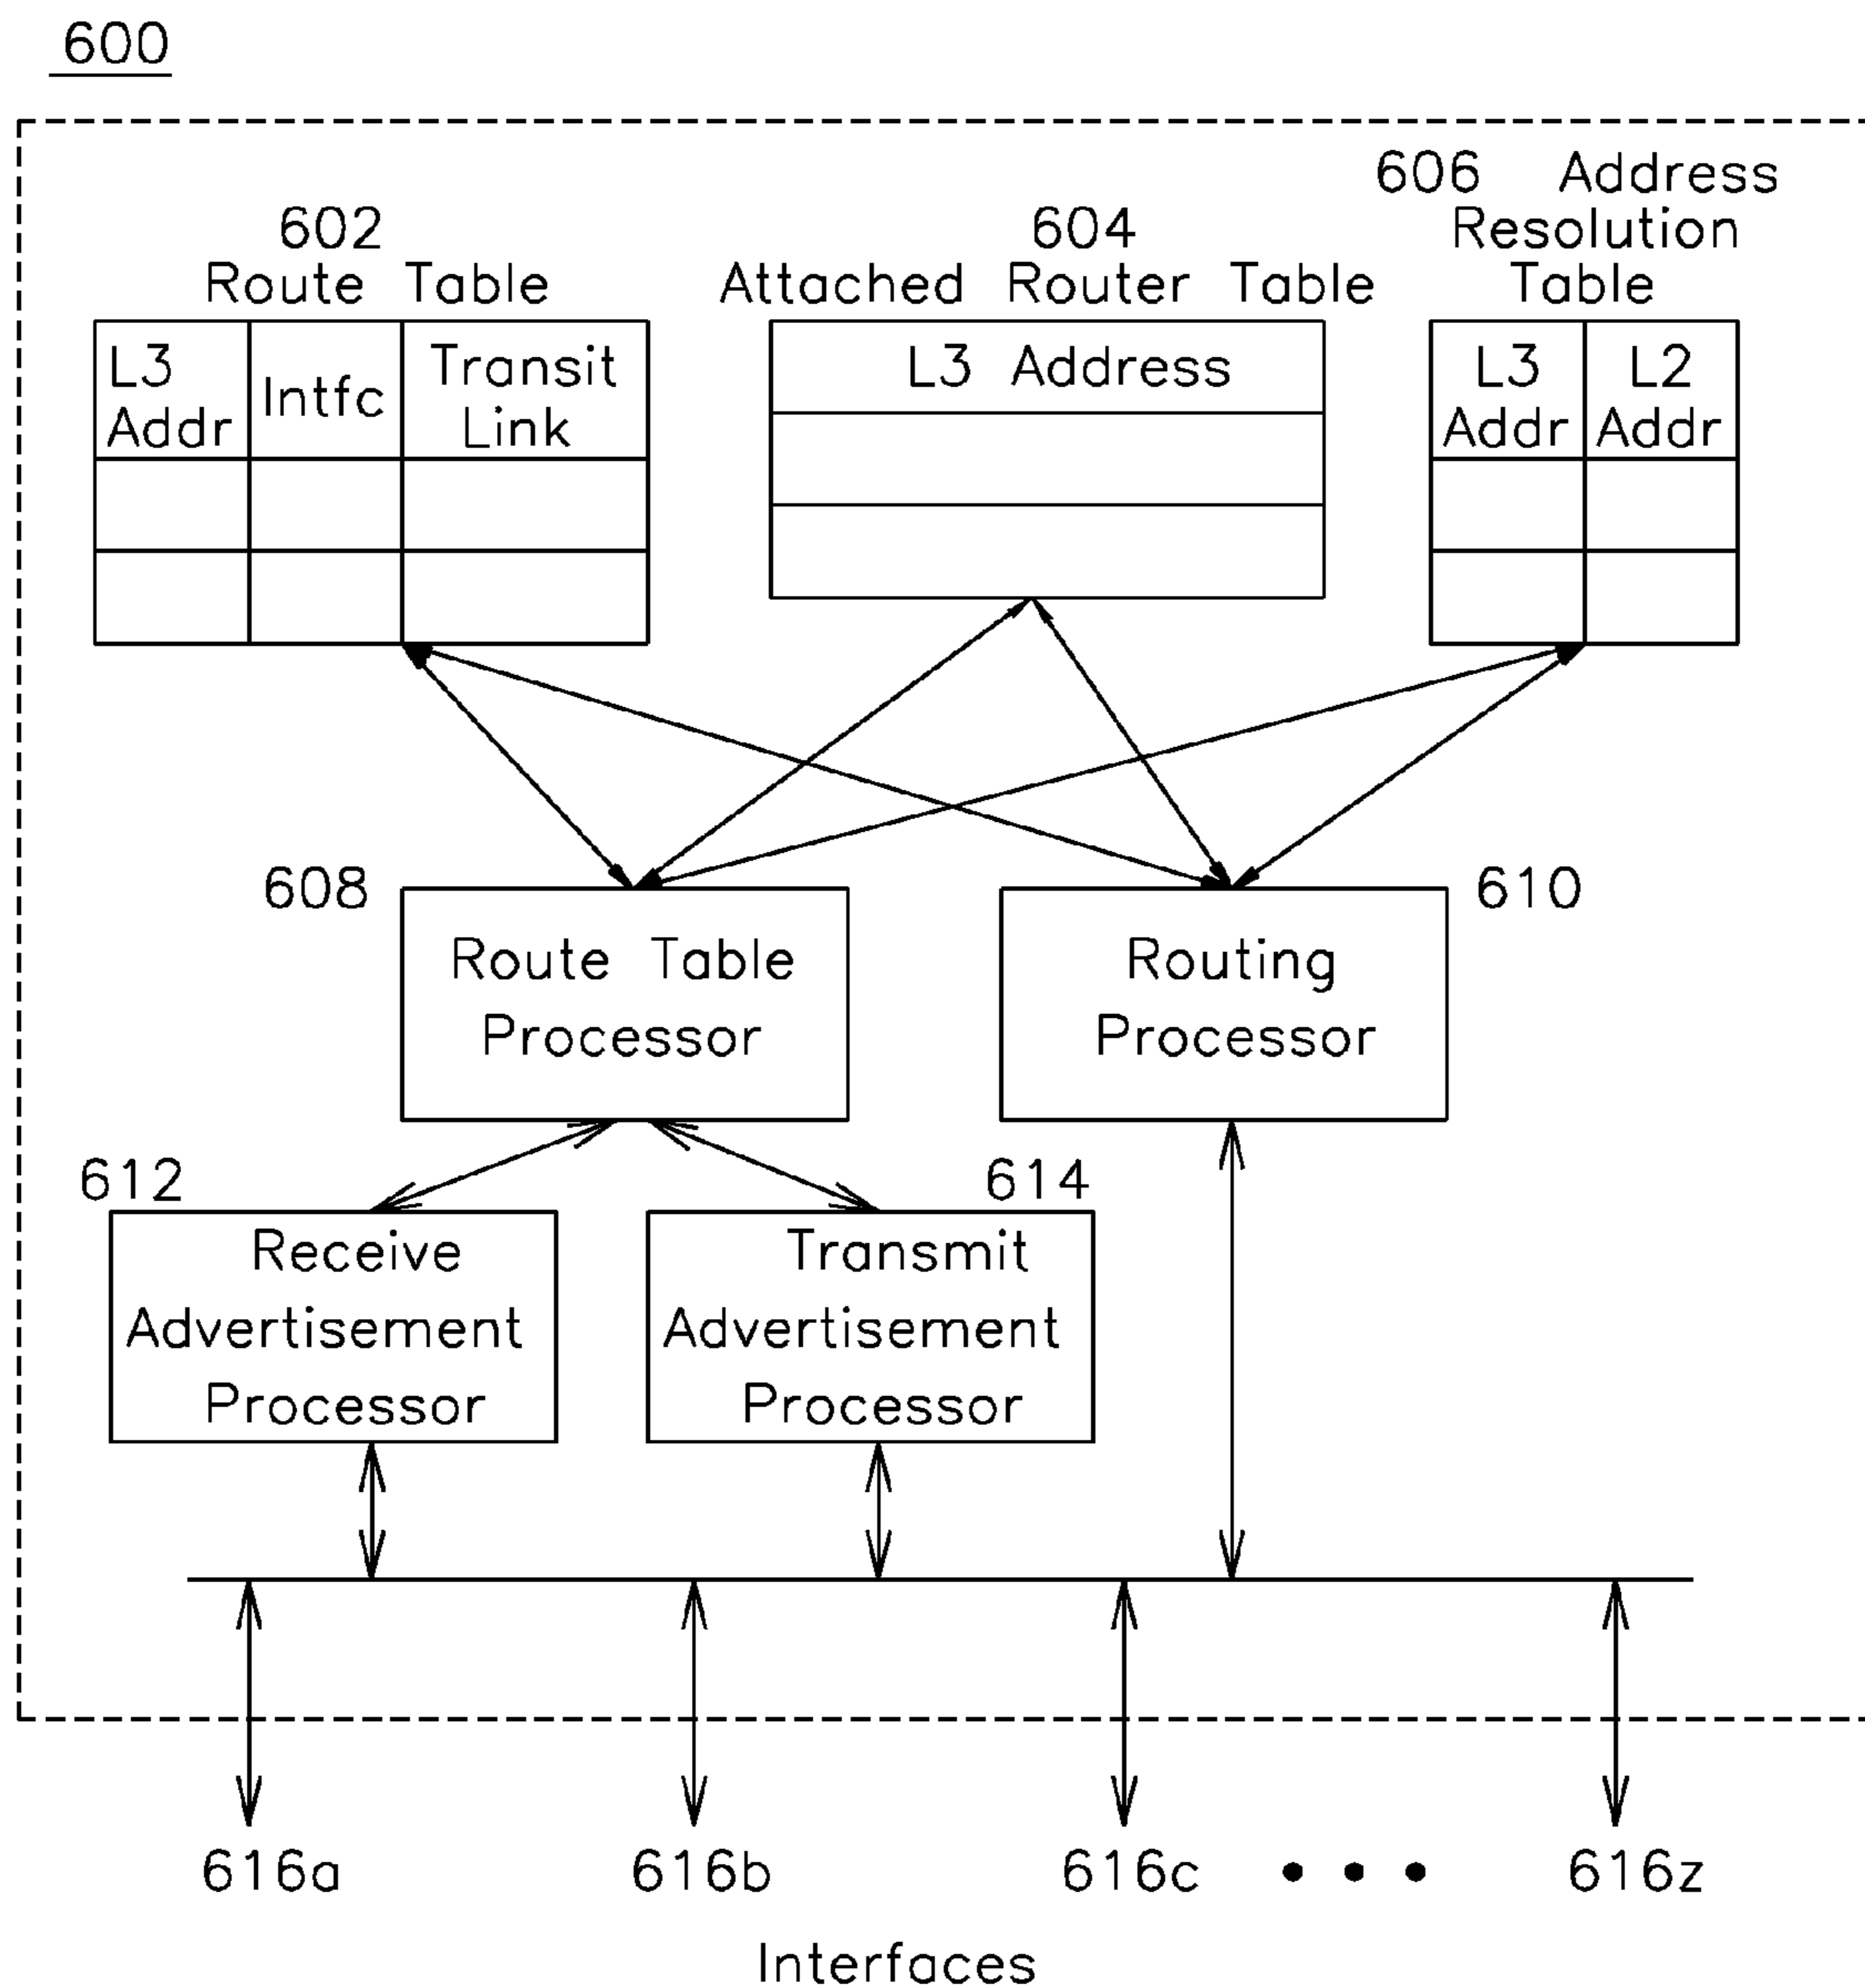 600
606 Address
Resolution
Table
602
Route Table
604
Attached Router Table
L3
Addr
Intfc
Transit
Link
L3 Address
L3
Addr
L2
Addr
608
Route Table
Processor
610
Routing
Processor
612
Receive
Advertisement
Processor
614
Transmit
Advertisement
Processor
616a
616b
616c
• • •
616z
Interfaces